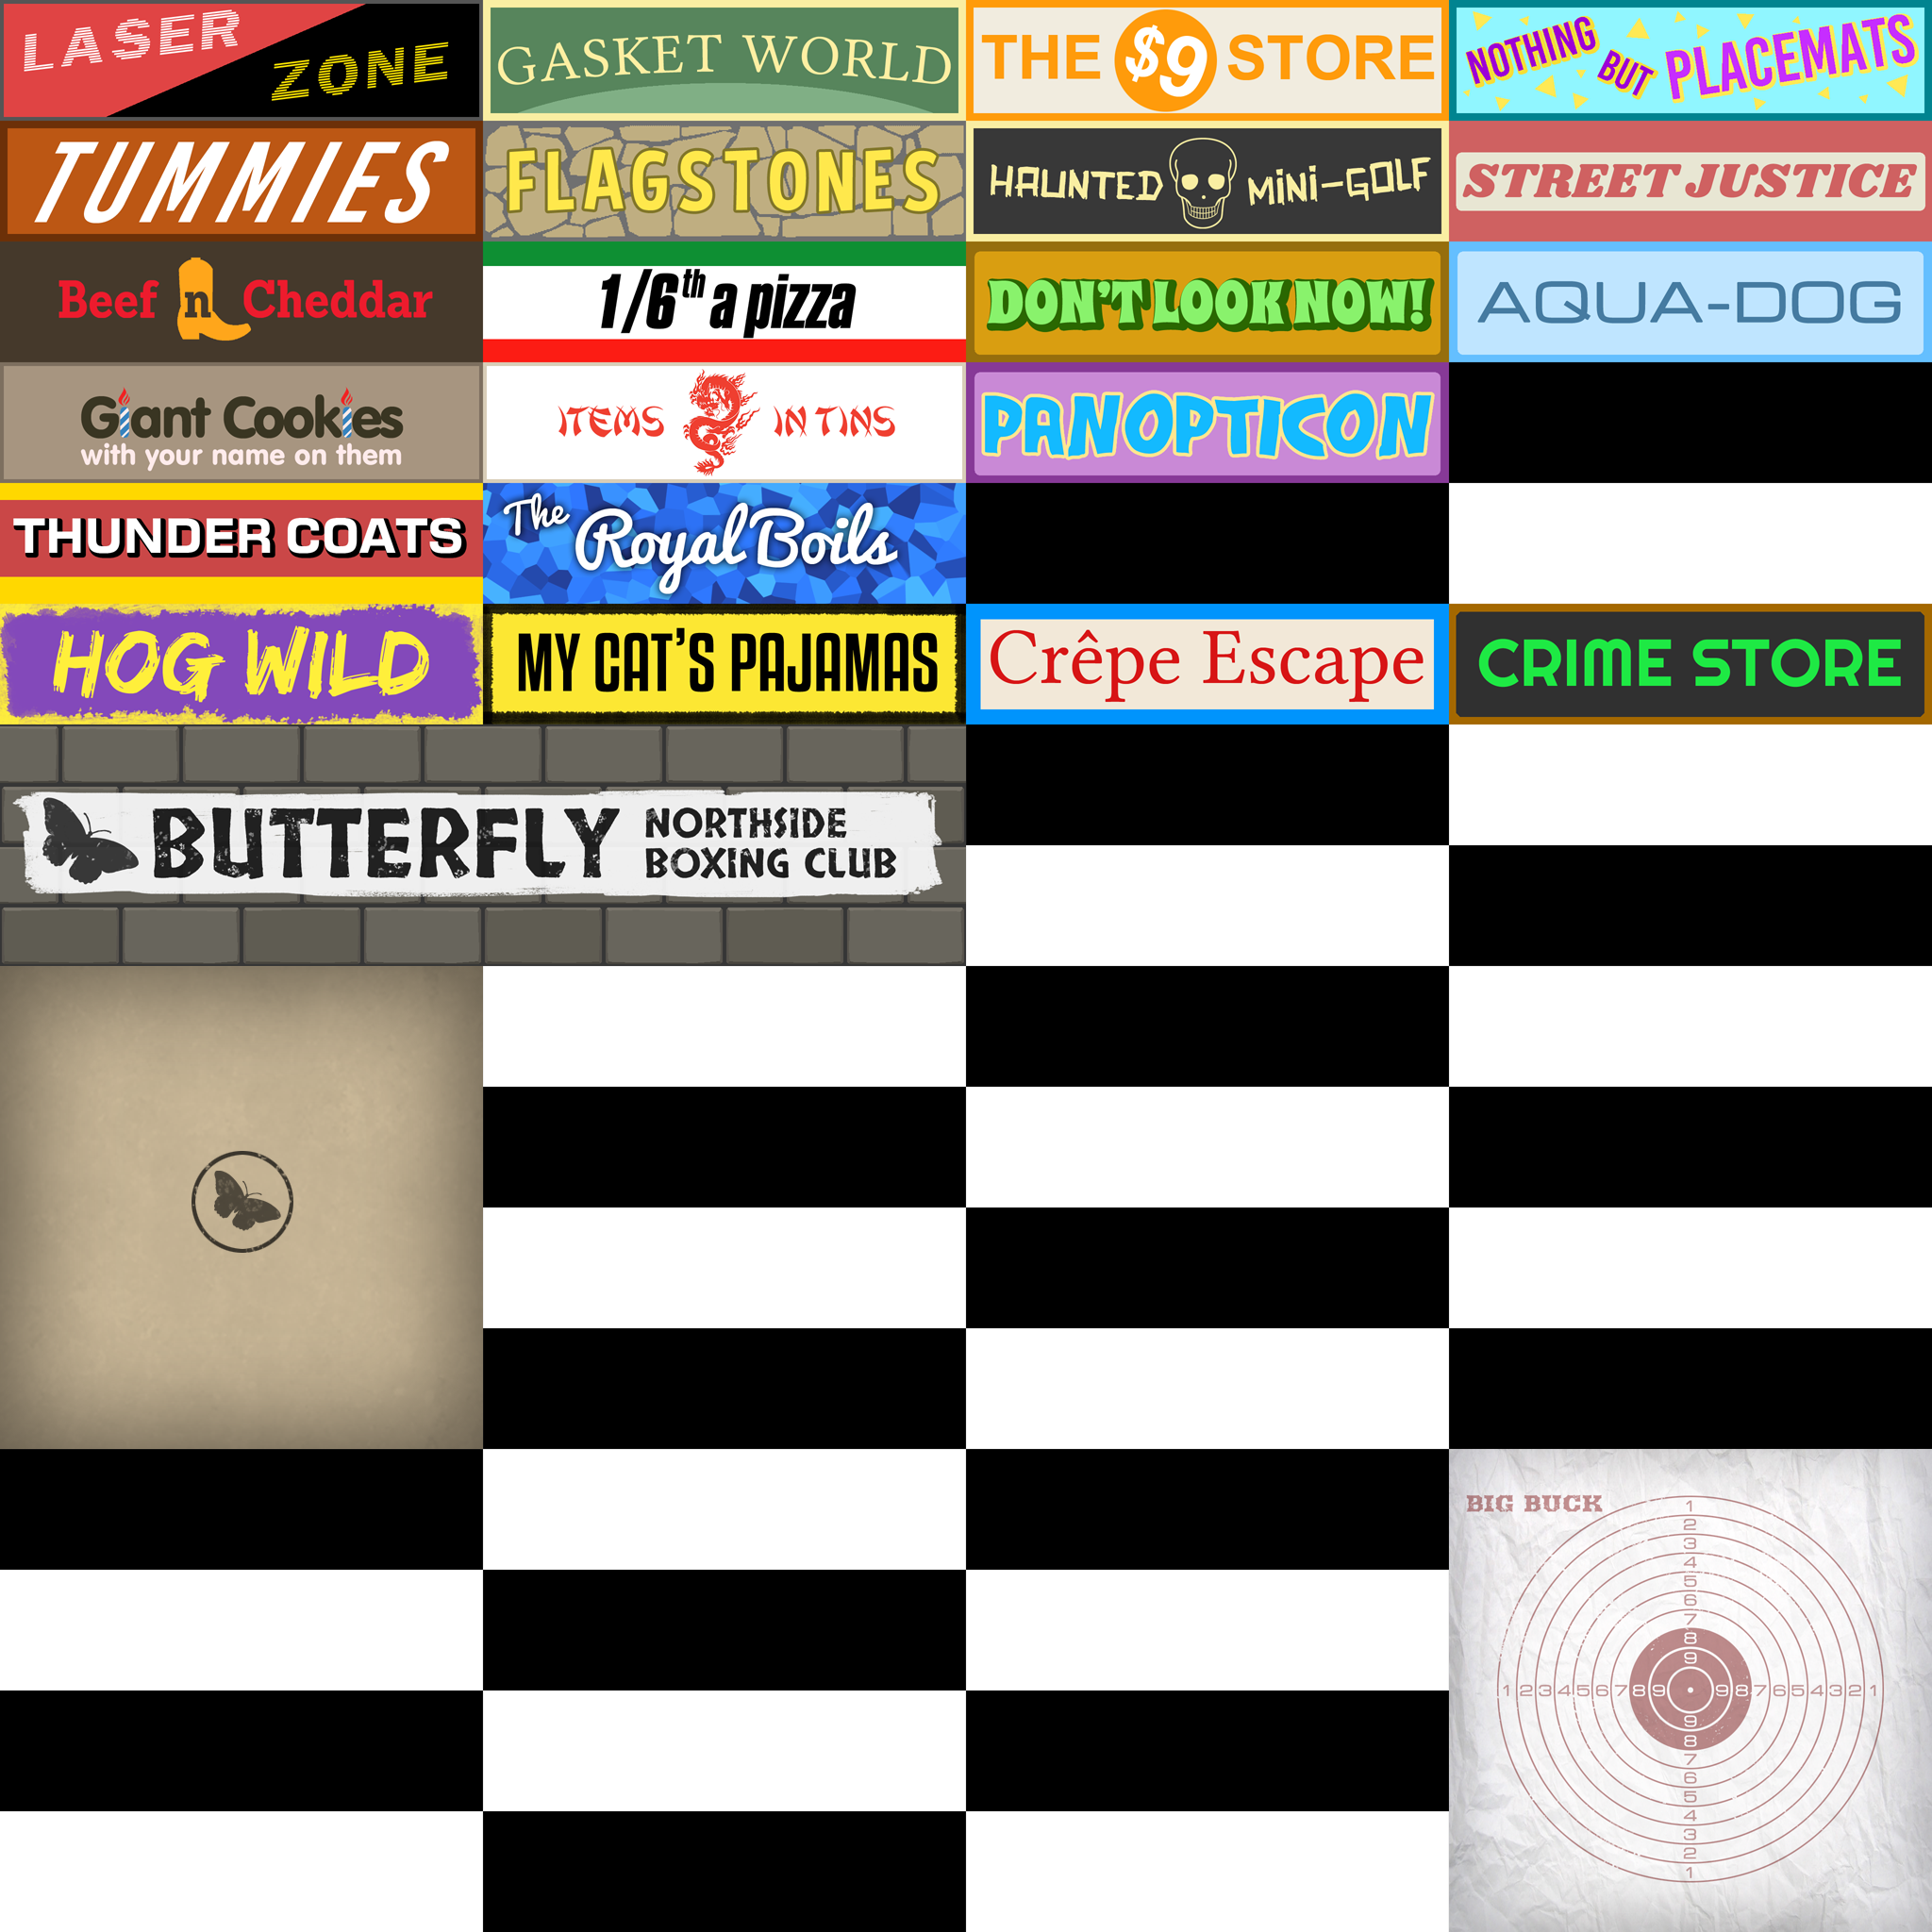 LASER
ZONE
GASKET WORLD
THE $9 STORE
NOTHING BUT PLACEMATS
TUMMIES
FLAGSTONES
HAUNTED MINI-GOLF
STREET JUSTICE
Beef n Cheddar
1/6th a pizza
DON'T LOOK NOW!
AQUA-DOG
Giant Cookies
with your name on them
ITEMS IN TINS
PANOPTICON
THUNDER COATS
The Royal Boils
HOG WILD
MY CAT'S PAJAMAS
Crêpe Escape
CRIME STORE
BUTTERFLY
NORTHSIDE
BOXING CLUB
BIG BUCK
1
2
3
4
5
6
7
8
9
1 2 3 4 5 6 7 8 9 9 8 7 6 5 4 3 2 1
9
8
7
6
5
4
3
2
1